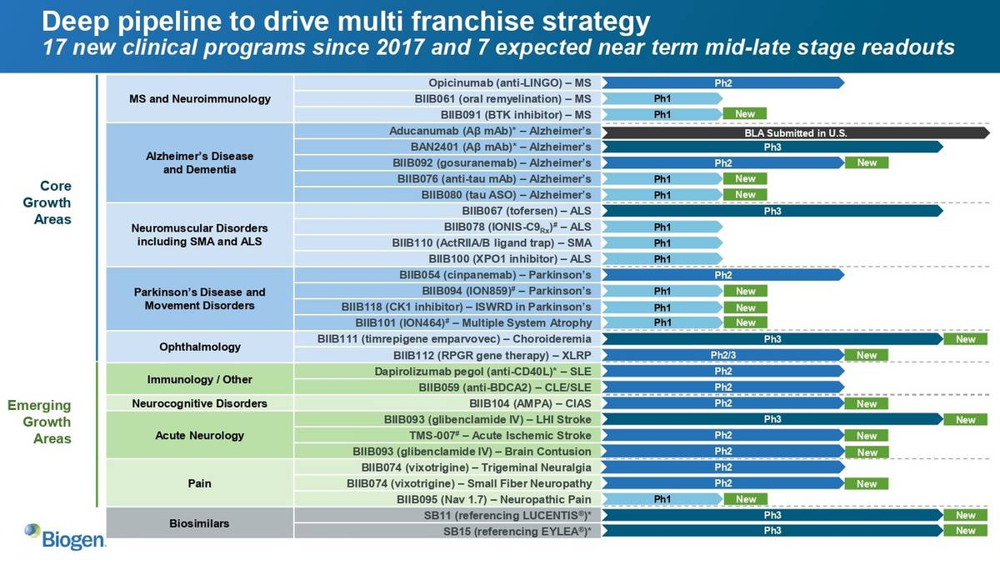 Deep pipeline to drive multi franchise strategy
17 new clinical programs since 2017 and 7 expected near term mid-late stage readouts
Core
Growth
Areas
MS and Neuroimmunology
Opicinumab (anti-LINGO) – MS Ph2
BIIB061 (oral remyelination) – MS Ph1
BIIB091 (BTK inhibitor) – MS Ph1 New
Alzheimer’s Disease
and Dementia
Aducanumab (Aβ mAb)* – Alzheimer’s BLA Submitted in U.S.
BAN2401 (Aβ mAb)* – Alzheimer’s Ph3
BIIB092 (gosuranemab) – Alzheimer’s Ph2 New
BIIB076 (anti-tau mAb) – Alzheimer’s Ph1 New
BIIB080 (tau ASO) – Alzheimer’s Ph1 New
Neuromuscular Disorders
including SMA and ALS
BIIB067 (tofersen) – ALS Ph3
BIIB078 (IONIS-C9Rx)# – ALS Ph1
BIIB110 (ActRIIA/B ligand trap) – SMA Ph1
BIIB100 (XPO1 inhibitor) – ALS Ph1
Parkinson’s Disease and
Movement Disorders
BIIB054 (cinpanemab) – Parkinson’s Ph2
BIIB094 (ION859)# – Parkinson’s Ph1 New
BIIB118 (CK1 inhibitor) – ISWRD in Parkinson’s Ph1 New
BIIB101 (ION464)# – Multiple System Atrophy Ph1 New
Ophthalmology
BIIB111 (timrepigene emparvovec) – Choroideremia Ph3 New
BIIB112 (RPGR gene therapy) – XLRP Ph2/3 New
Emerging
Growth
Areas
Immunology / Other
Dapirolizumab pegol (anti-CD40L)* – SLE Ph2
BIIB059 (anti-BDCA2) – CLE/SLE Ph2
Neurocognitive Disorders
BIIB104 (AMPA) – CIAS Ph2 New
Acute Neurology
BIIB093 (glibenclamide IV) – LHI Stroke Ph3 New
TMS-007# – Acute Ischemic Stroke Ph2 New
BIIB093 (glibenclamide IV) – Brain Contusion Ph2 New
Pain
BIIB074 (vixotrigine) – Trigeminal Neuralgia Ph2
BIIB074 (vixotrigine) – Small Fiber Neuropathy Ph2 New
BIIB095 (Nav 1.7) – Neuropathic Pain Ph1 New
Biosimilars
SB11 (referencing LUCENTIS®)* Ph3 New
SB15 (referencing EYLEA®)* Ph3 New
Biogen.